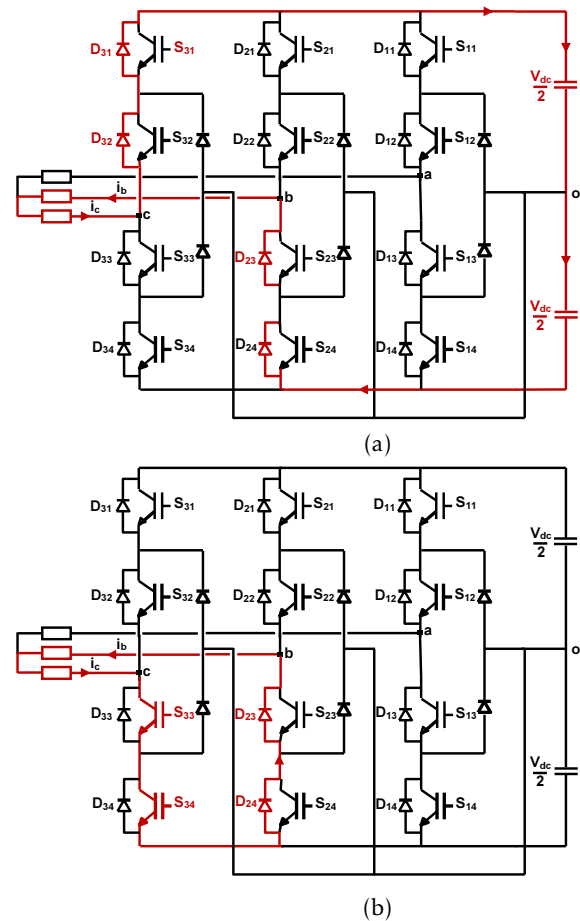 D31 S31 D21 S21 D11 S11
Vdc
2
D32 S32 D22 S22 D12 S12
a
ib
b
o
ic
c
D33 S33 D23 S23 D13 S13
Vdc
2
D34 S34 D24 S24 D14 S14
(a)
D31 S31 D21 S21 D11 S11
Vdc
2
D32 S32 D22 S22 D12 S12
a
ib
b
o
ic
c
D33 S33 D23 S23 D13 S13
Vdc
2
D34 S34 D24 S24 D14 S14
(b)